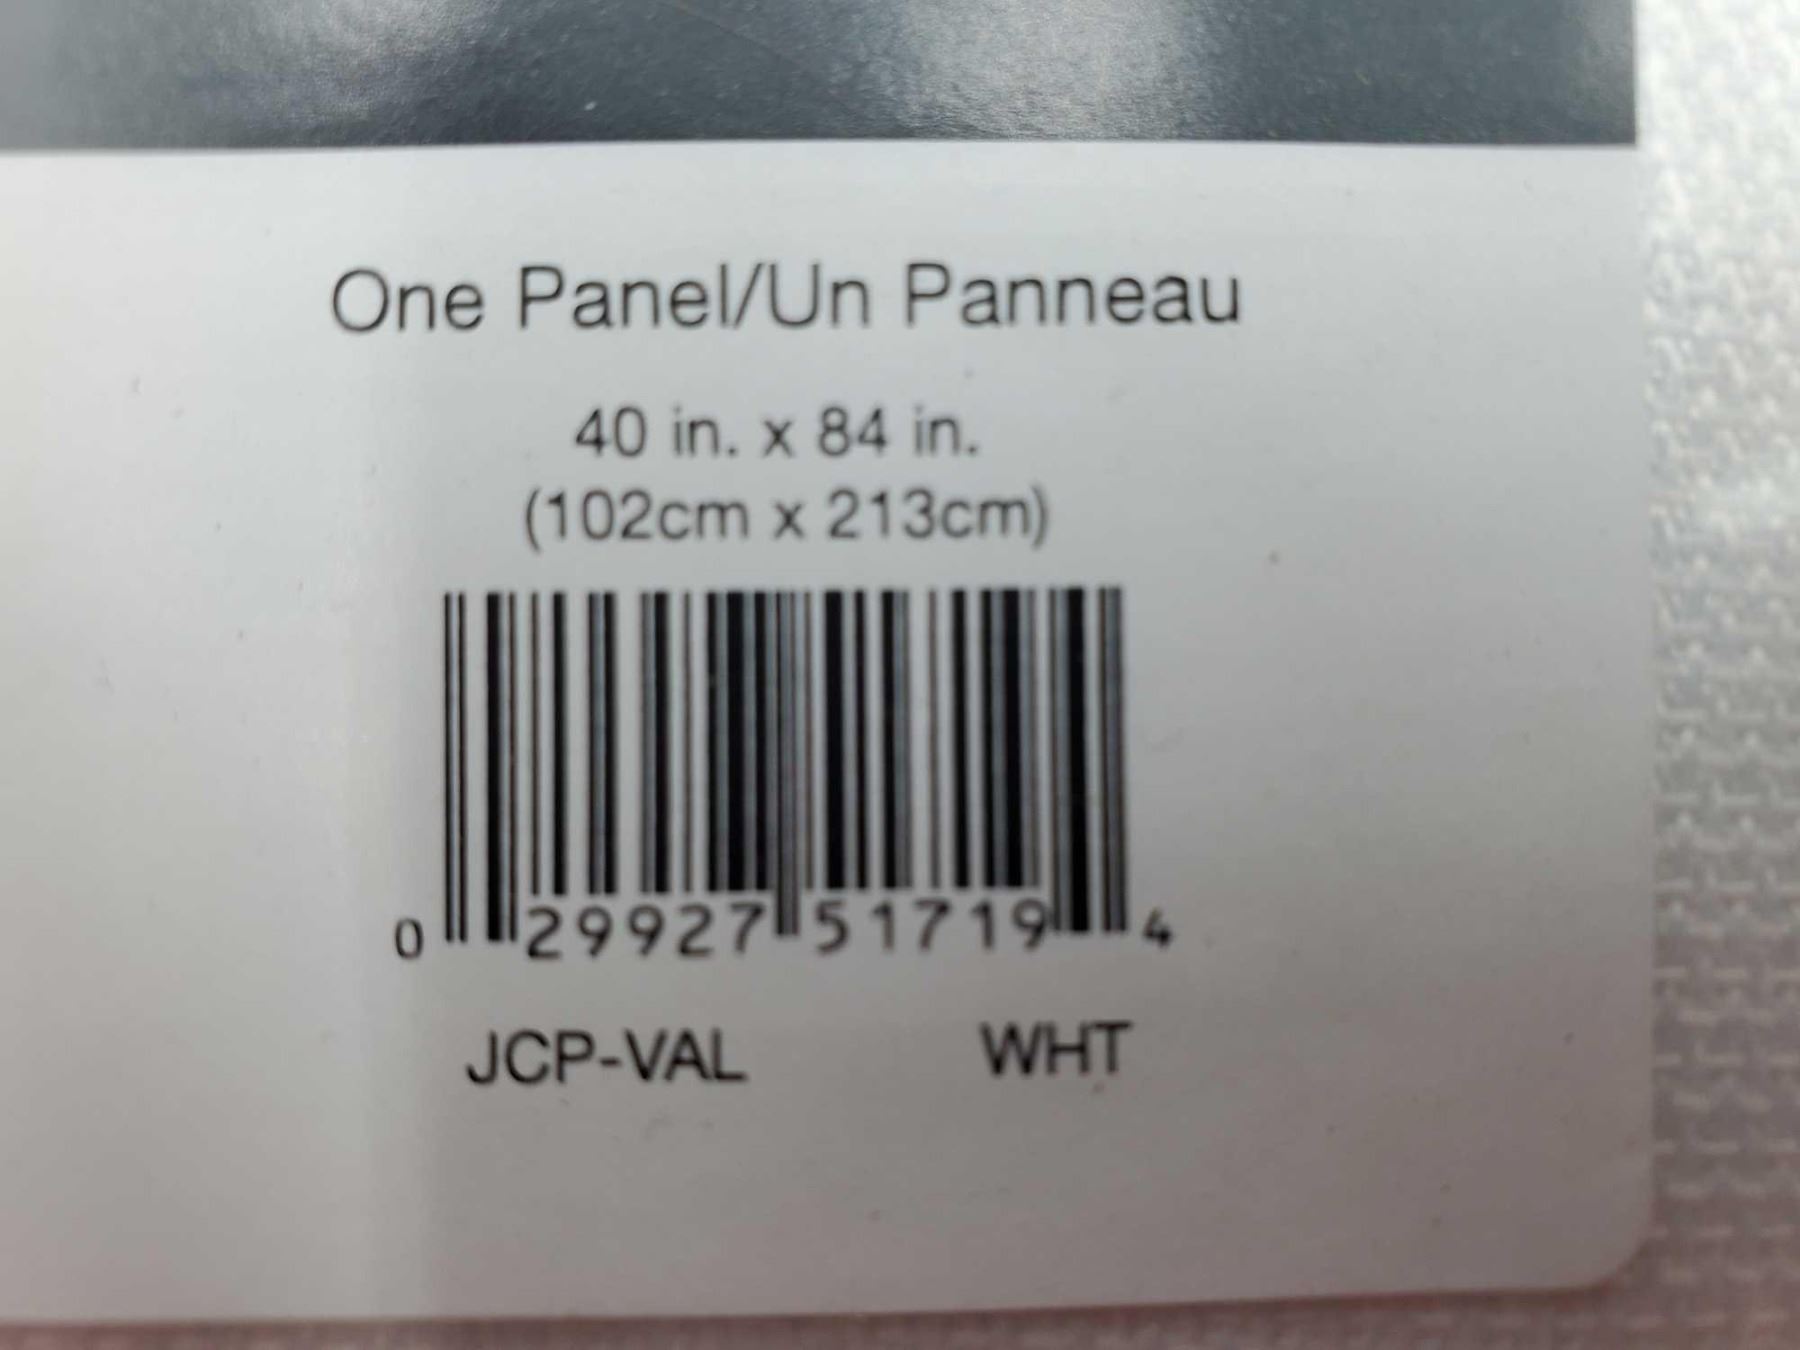 One Panel/Un Panneau
40 in. x 84 in.
(102cm x 213cm)
0 29927 51719 4
JCP-VAL WHT